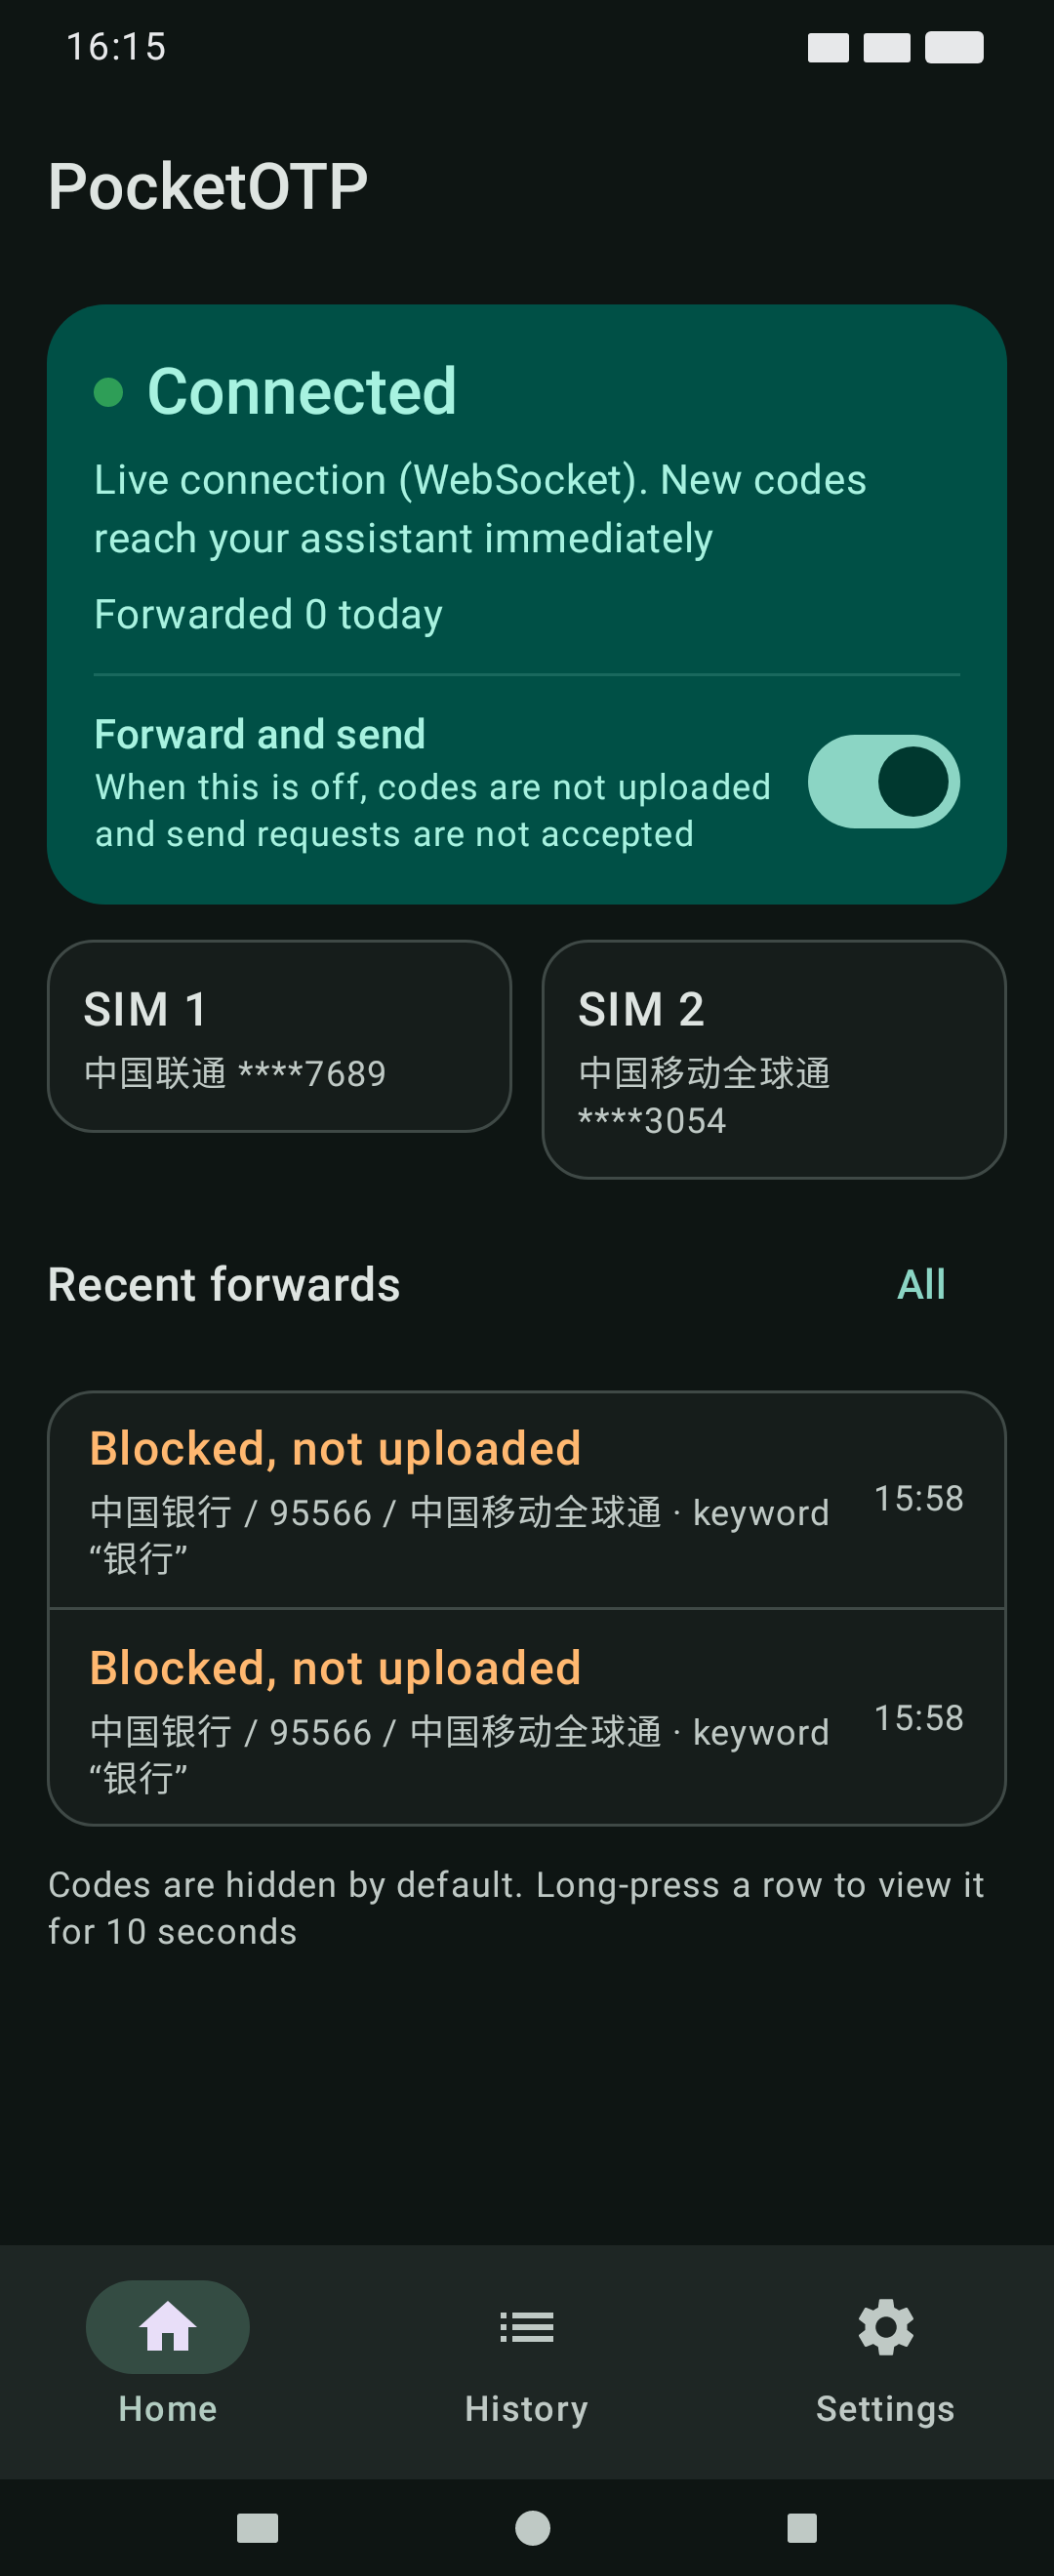 16:15
PocketOTP
Connected
Live connection (WebSocket). New codes
reach your assistant immediately
Forwarded 0 today
Forward and send
When this is off, codes are not uploaded
and send requests are not accepted
SIM 1
中国联通 ****7689
SIM 2
中国移动全球通
****3054
Recent forwards
All
Blocked, not uploaded
中国银行 / 95566 / 中国移动全球通 · keyword
“银行”
15:58
Blocked, not uploaded
中国银行 / 95566 / 中国移动全球通 · keyword
“银行”
15:58
Codes are hidden by default. Long-press a row to view it
for 10 seconds
Home
History
Settings